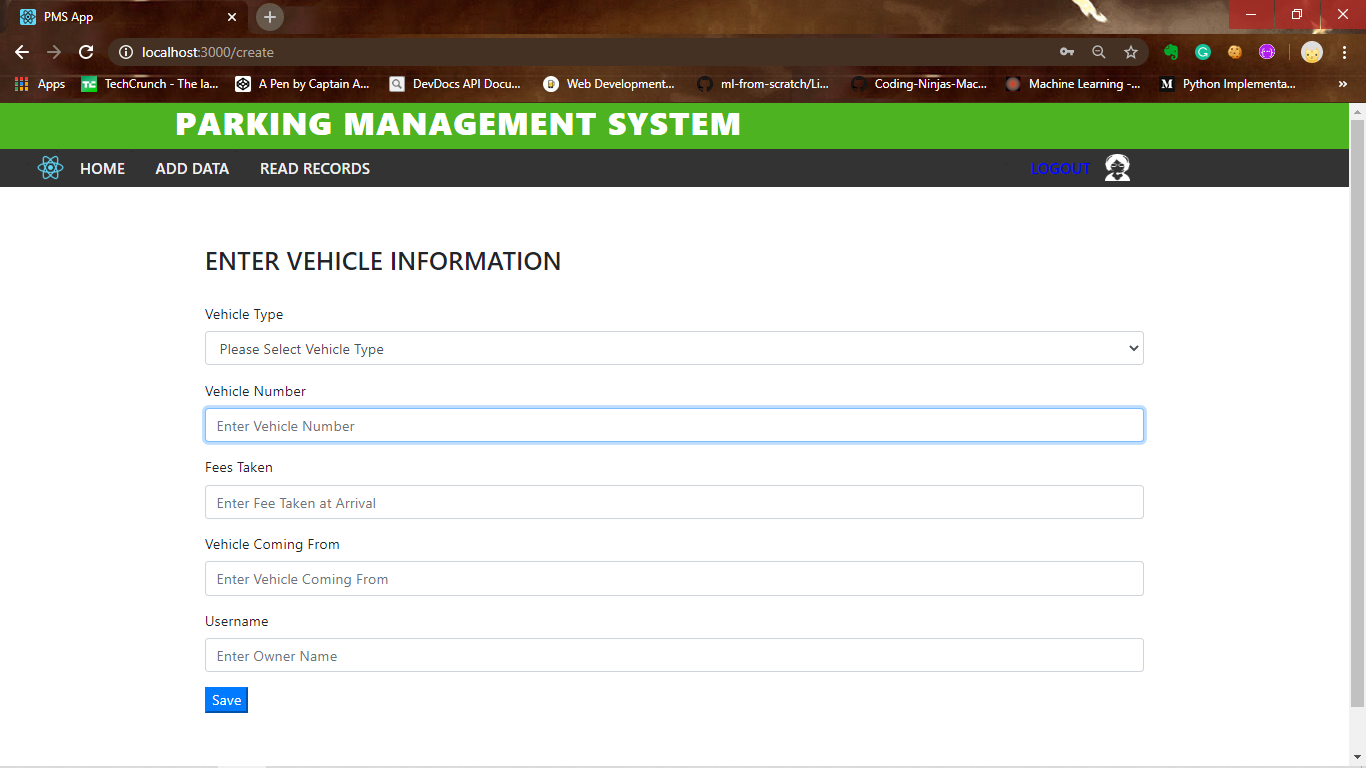 PMS App
localhost:3000/create
Apps TechCrunch - The la... A Pen by Captain A... DevDocs API Docu... Web Development... ml-from-scratch/Li... Coding-Ninjas-Mac... Machine Learning -... Python Implementa... »
PARKING MANAGEMENT SYSTEM
HOME ADD DATA READ RECORDS LOGOUT
ENTER VEHICLE INFORMATION
Vehicle Type
Please Select Vehicle Type
Vehicle Number
Enter Vehicle Number
Fees Taken
Enter Fee Taken at Arrival
Vehicle Coming From
Enter Vehicle Coming From
Username
Enter Owner Name
Save